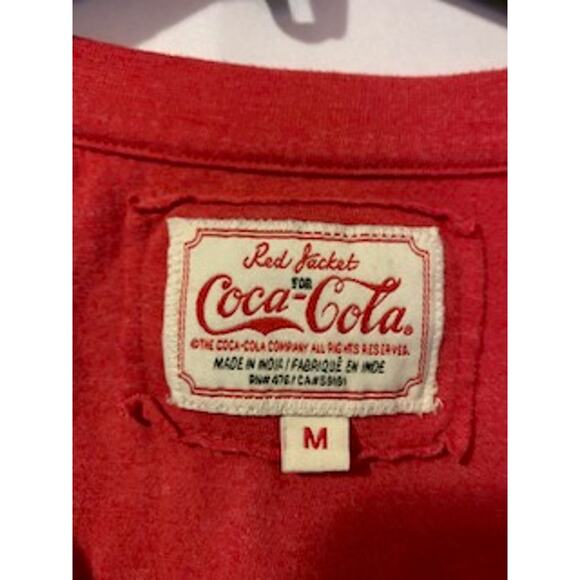 Red Jacket
FOR
Coca-Cola®
©THE COCA-COLA COMPANY ALL RIGHTS RESERVED.
MADE IN INDIA / FABRIQUÉ EN INDE
M